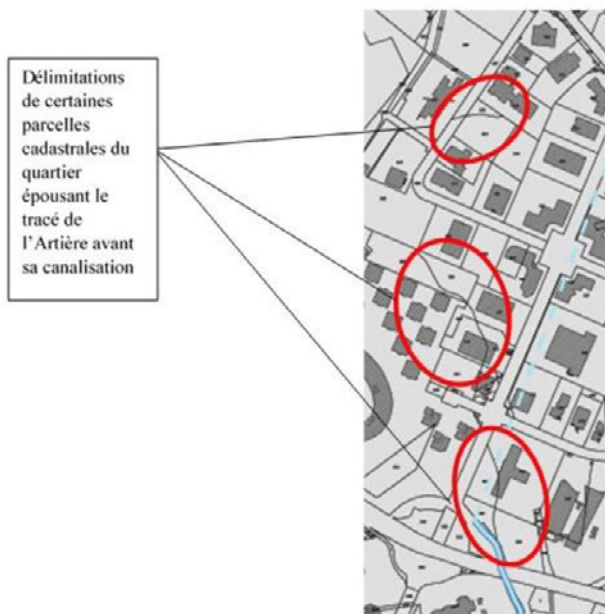 Délimitations
de certaines
parcelles
cadastrales du
quartier
épousant le
tracé de
l'Artière avant
sa canalisation